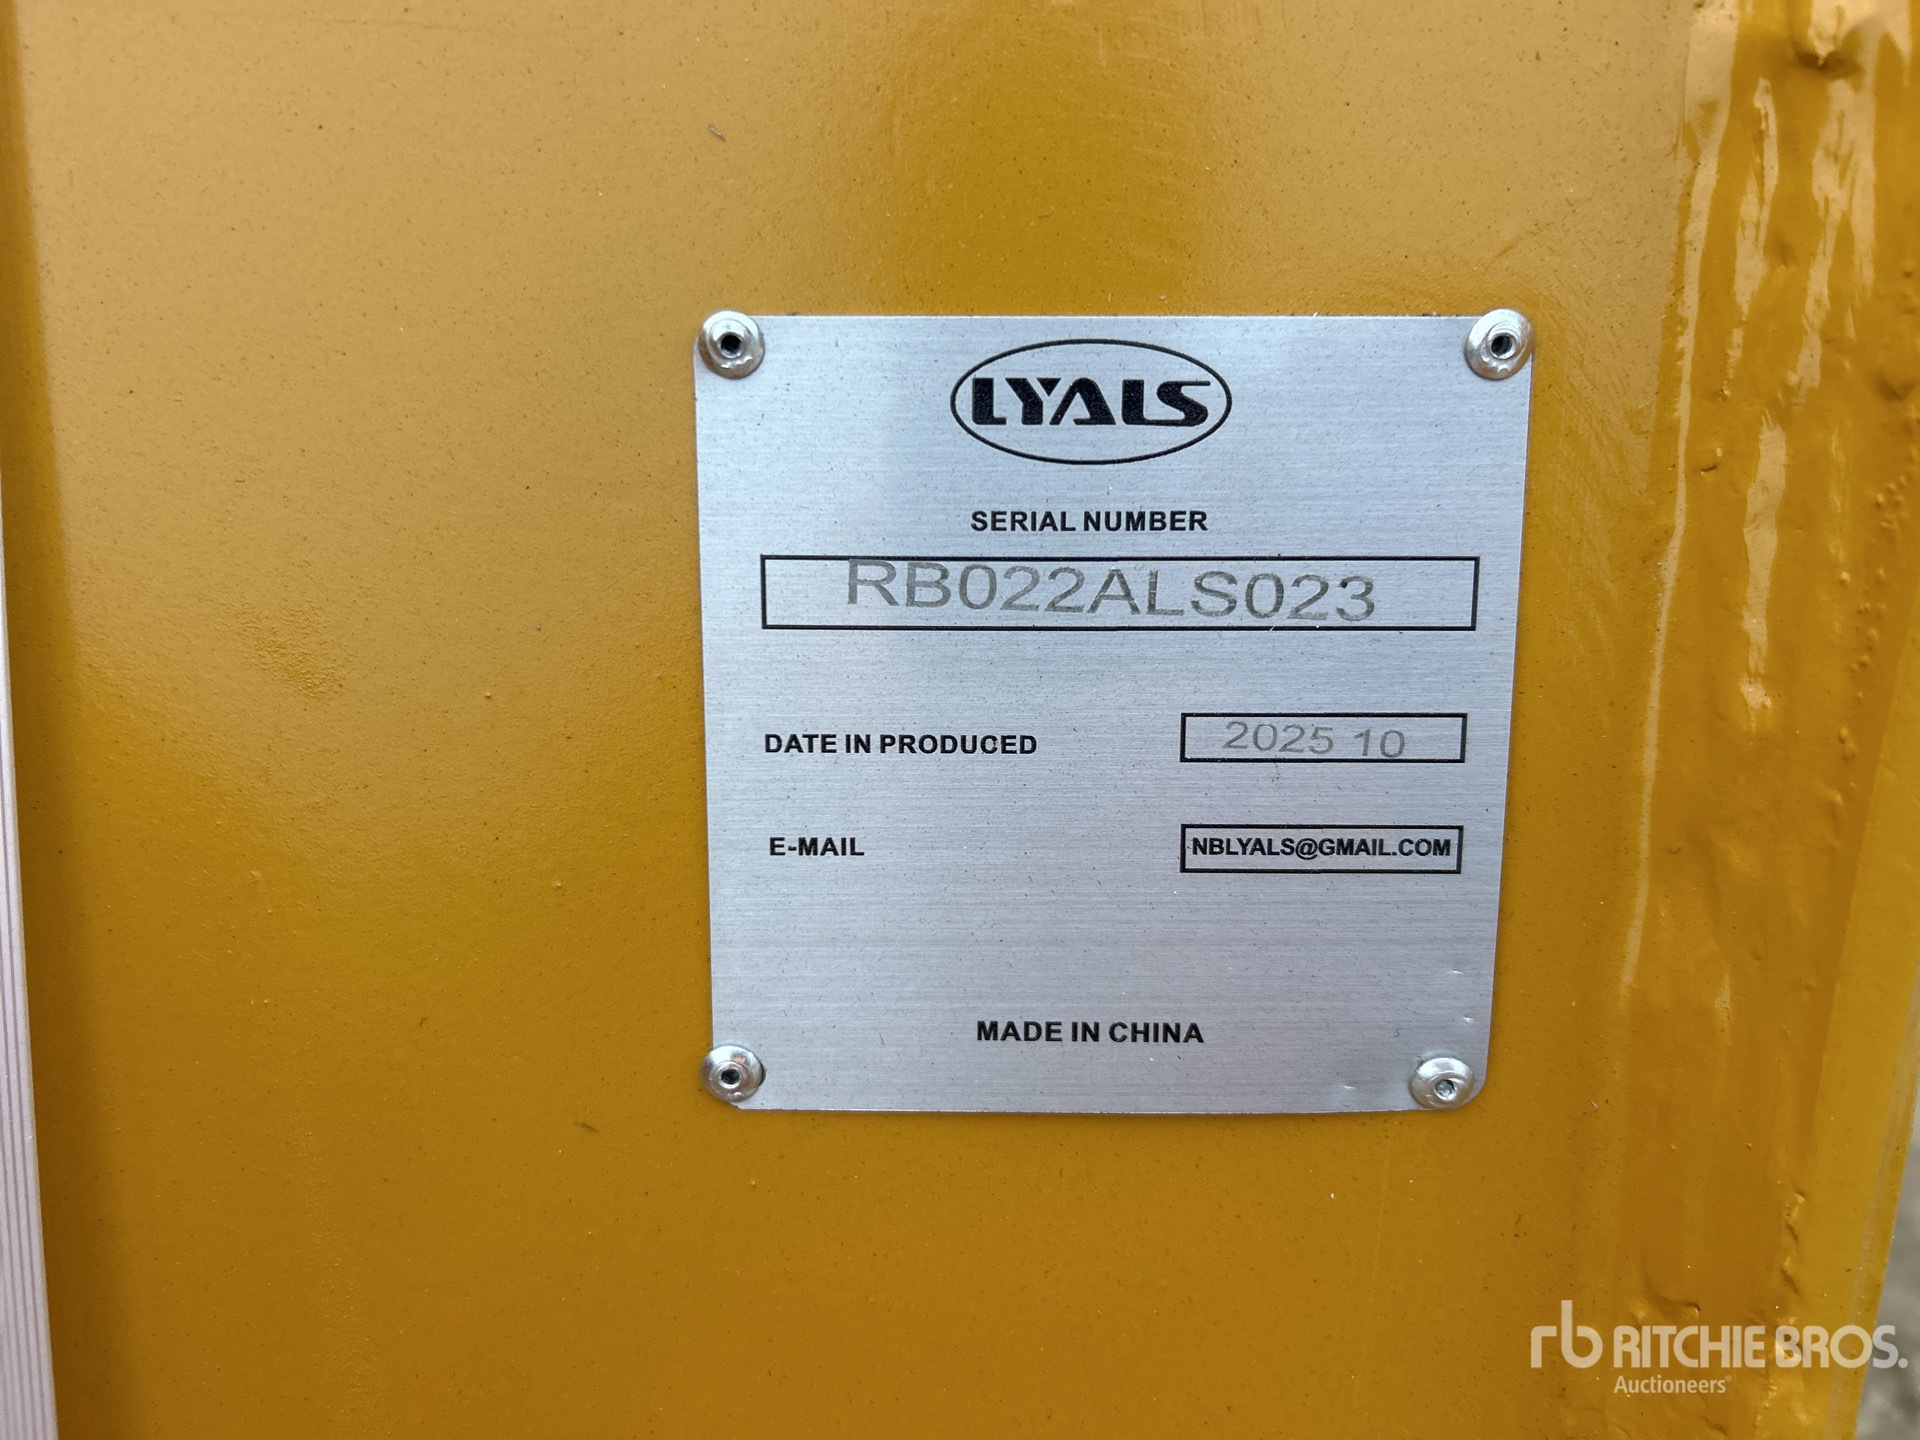 LYALS
SERIAL NUMBER
RB022ALS023
DATE IN PRODUCED 2025 10
E-MAIL NBLYALS@GMAIL.COM
MADE IN CHINA
rb RITCHIE BROS.
Auctioneers